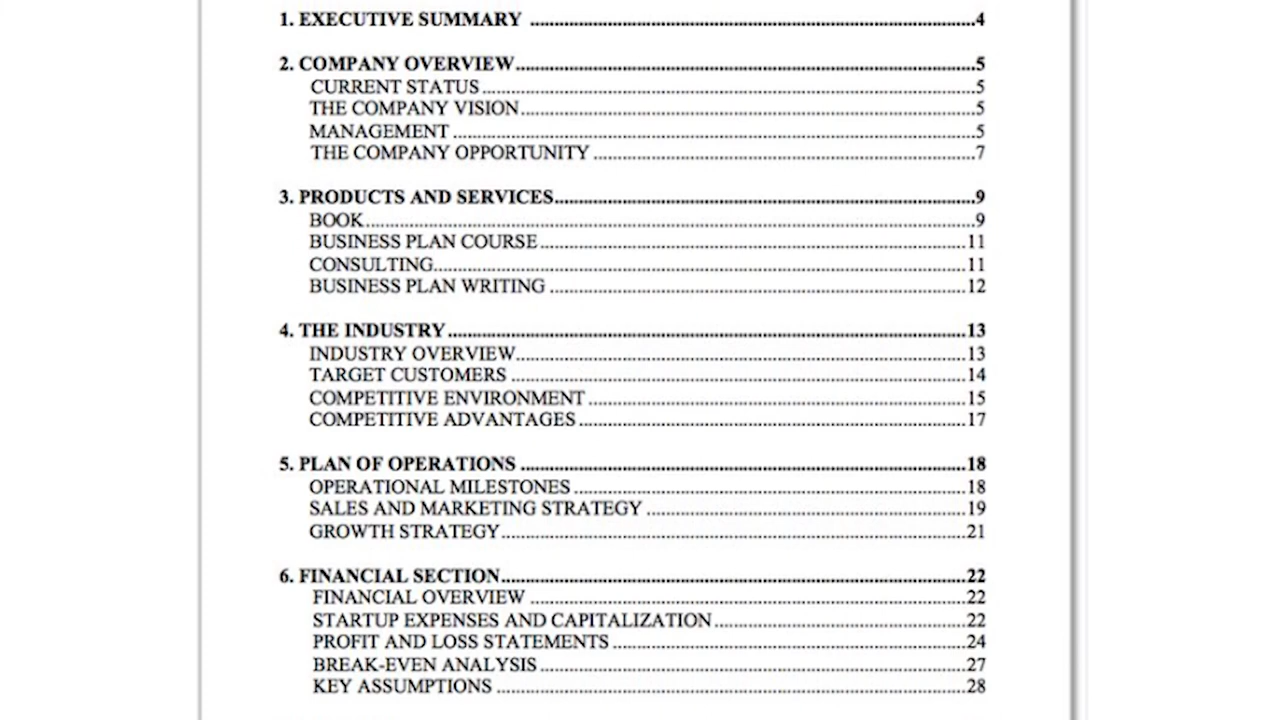 1. EXECUTIVE SUMMARY ........................................4
2. COMPANY OVERVIEW........................................5
CURRENT STATUS........................................5
THE COMPANY VISION........................................5
MANAGEMENT ........................................5
THE COMPANY OPPORTUNITY ........................................7
3. PRODUCTS AND SERVICES........................................9
BOOK........................................9
BUSINESS PLAN COURSE........................................11
CONSULTING........................................11
BUSINESS PLAN WRITING ........................................12
4. THE INDUSTRY........................................13
INDUSTRY OVERVIEW........................................13
TARGET CUSTOMERS ........................................14
COMPETITIVE ENVIRONMENT ........................................15
COMPETITIVE ADVANTAGES ........................................17
5. PLAN OF OPERATIONS ........................................18
OPERATIONAL MILESTONES ........................................18
SALES AND MARKETING STRATEGY ........................................19
GROWTH STRATEGY........................................21
6. FINANCIAL SECTION........................................22
FINANCIAL OVERVIEW ........................................22
STARTUP EXPENSES AND CAPITALIZATION........................................22
PROFIT AND LOSS STATEMENTS ........................................24
BREAK-EVEN ANALYSIS........................................27
KEY ASSUMPTIONS ........................................28